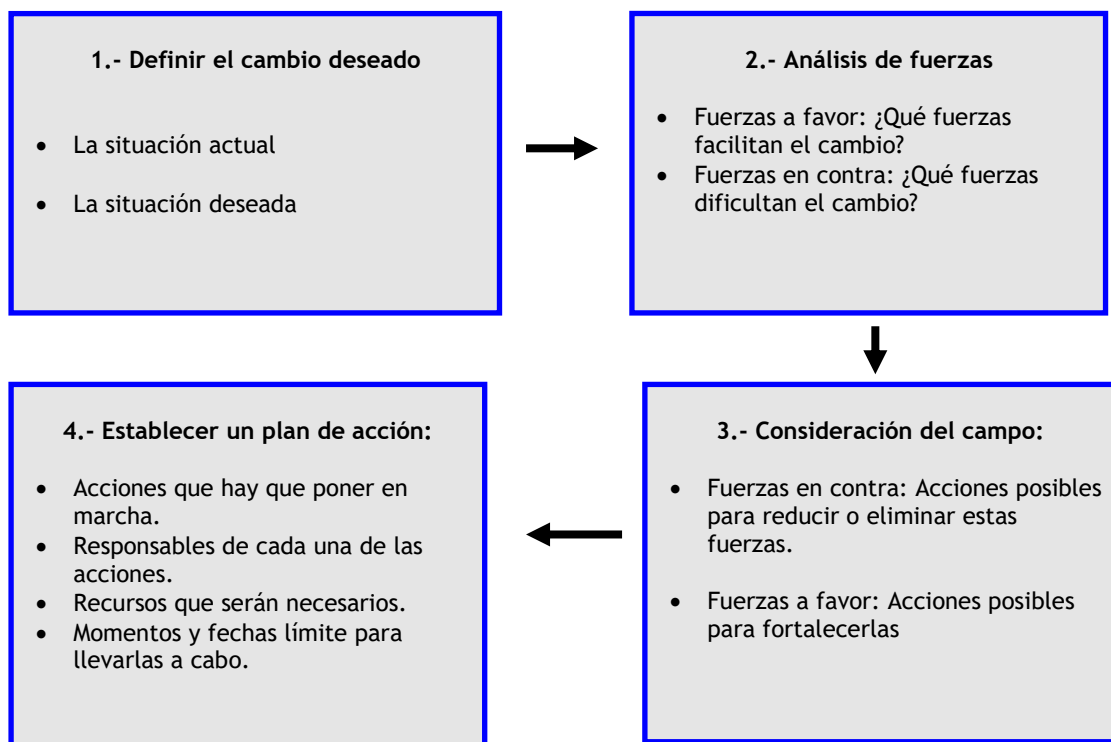 1.- Definir el cambio deseado
• La situación actual
• La situación deseada
2.- Análisis de fuerzas
• Fuerzas a favor: ¿Qué fuerzas
facilitan el cambio?
• Fuerzas en contra: ¿Qué fuerzas
dificultan el cambio?
3.- Consideración del campo:
• Fuerzas en contra: Acciones posibles
para reducir o eliminar estas
fuerzas.
• Fuerzas a favor: Acciones posibles
para fortalecerlas
4.- Establecer un plan de acción:
• Acciones que hay que poner en
marcha.
• Responsables de cada una de las
acciones.
• Recursos que serán necesarios.
• Momentos y fechas límite para
llevarlas a cabo.